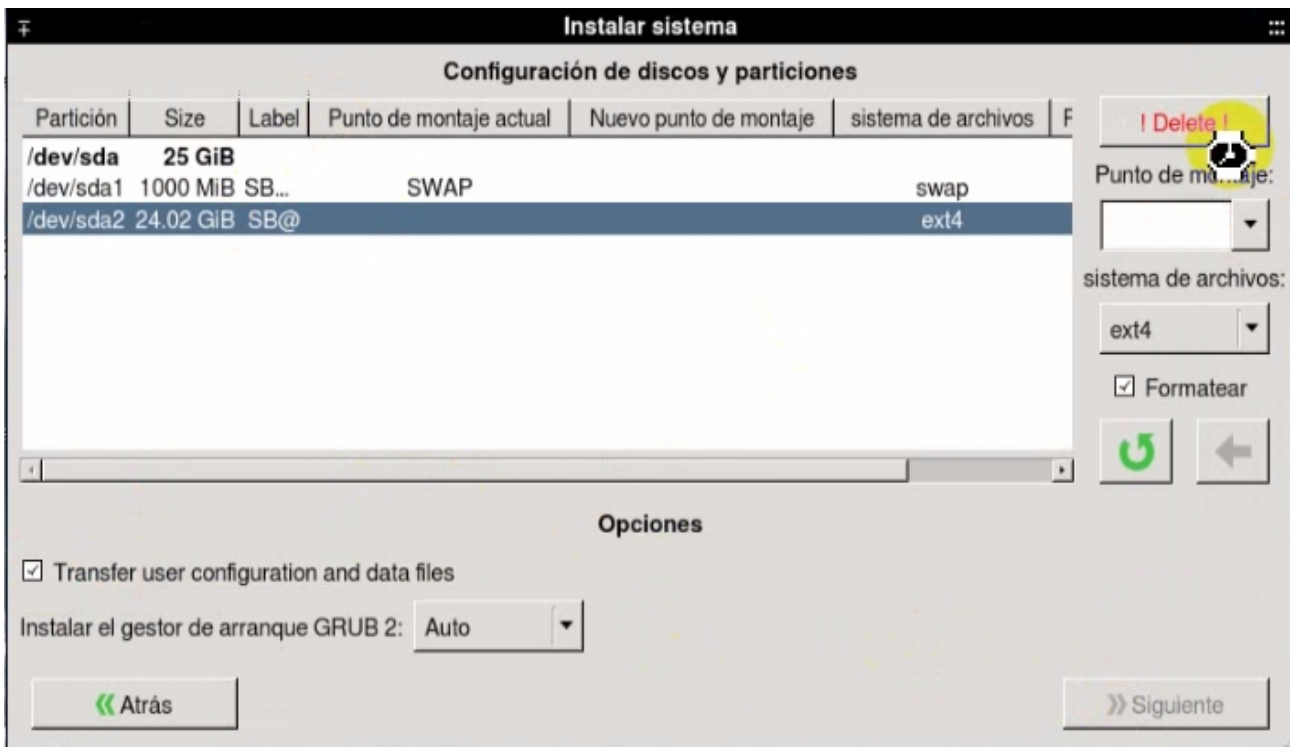 Instalar sistema
Configuración de discos y particiones
Partición Size Label Punto de montaje actual Nuevo punto de montaje sistema de archivos F
! Delete !
/dev/sda 25 GiB
/dev/sda1 1000 MiB SB... SWAP swap
/dev/sda2 24.02 GiB SB@ ext4
Punto de montaje:
sistema de archivos:
ext4
Formatear
Opciones
Transfer user configuration and data files
Instalar el gestor de arranque GRUB 2: Auto
Atrás
Siguiente